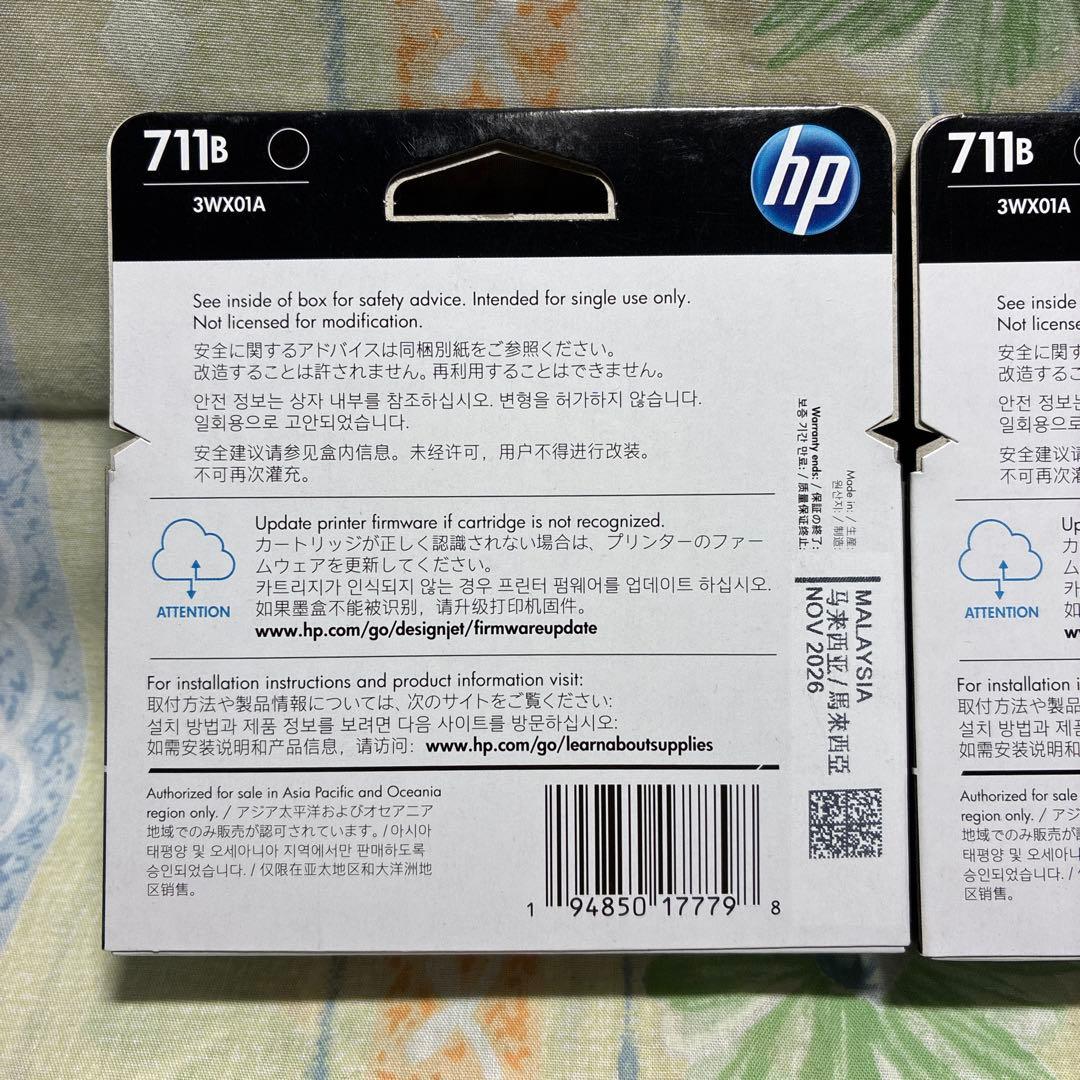 711B
3WX01A
hp
See inside of box for safety advice. Intended for single use only.
Not licensed for modification.
安全に関するアドバイスは同梱別紙をご参照ください。
改造することは許されません。再利用することはできません。
안전 정보는 상자 내부를 참조하십시오. 변형을 허가하지 않습니다.
일회용으로 고안되었습니다.
安全建议请参见盒内信息。未经许可，用户不得进行改装。
不可再次灌充。
Update printer firmware if cartridge is not recognized.
カートリッジが正しく認識されない場合は、プリンターのファー
ムウェアを更新してください。
카트리지가 인식되지 않는 경우 프린터 펌웨어를 업데이트 하십시오.
如果墨盒不能被识别，请升级打印机固件。
www.hp.com/go/designjet/firmwareupdate
ATTENTION
For installation instructions and product information visit:
取付方法や製品情報については、次のサイトをご覧ください:
설치 방법과 제품 정보를 보려면 다음 사이트를 방문하십시오:
如需安装说明和产品信息，请访问: www.hp.com/go/learnaboutsupplies
Authorized for sale in Asia Pacific and Oceania
region only. / アジア太平洋およびオセアニア
地域でのみ販売が認可されています。/ 아시아
태평양 및 오세아니아 지역에서만 판매하도록
승인되었습니다. / 仅限在亚太地区和大洋洲地
区销售。
1 94850 17779 8
Made in: / 生産:
원산지: / 制造:
Warranty ends: / 保証の終了:
보증 기간 만료: / 质量保证终止:
MALAYSIA
马来西亚/馬來西亞
NOV 2026
711B
3WX01A
See inside
Not license
安全に関す
改造するこ
안전 정보는
일회용으로
安全建议请
不可再次灌
ATTENTION
Up
カ
ム
카
如
w
For installation i
取付方法や製品
설치 방법과 제품
如需安装说明和
Authorized for sale
region only. / アジ
地域でのみ販売が
태평양 및 오세아니
승인되었습니다. /
区销售。